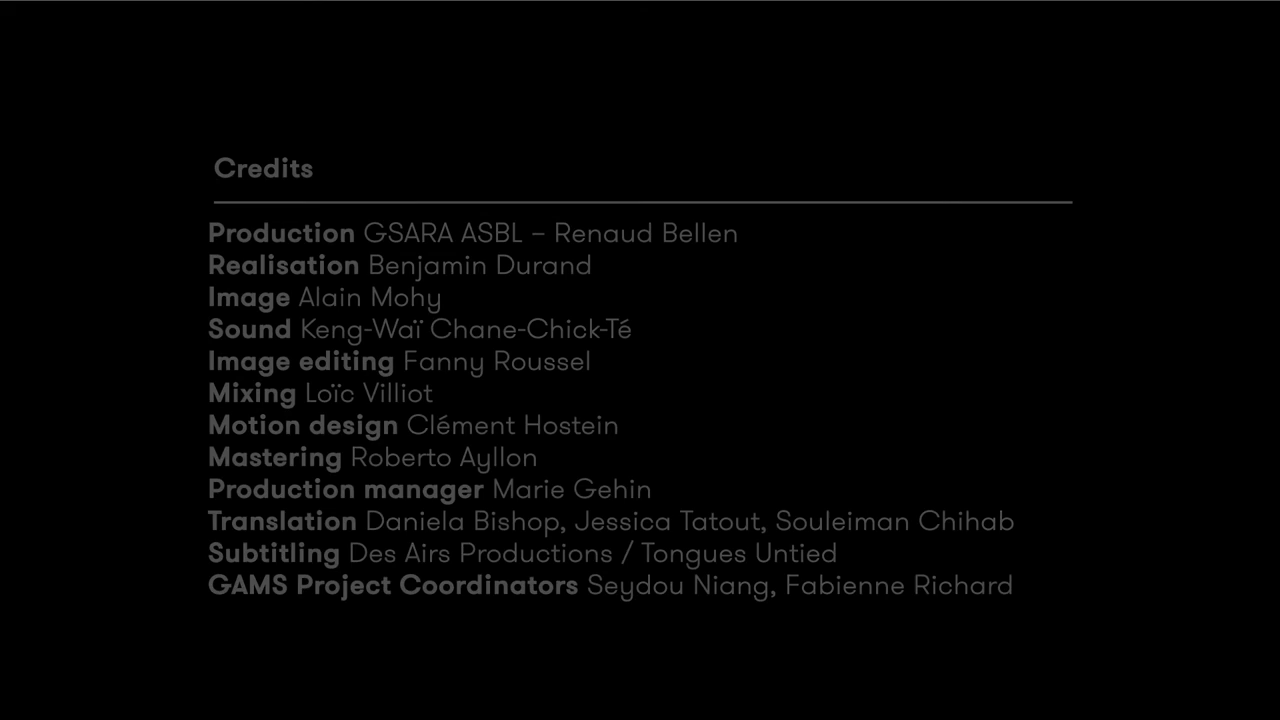 Credits
Production GSARA ASBL – Renaud Bellen
Realisation Benjamin Durand
Image Alain Mohy
Sound Keng-Waï Chane-Chick-Té
Image editing Fanny Roussel
Mixing Loïc Villiot
Motion design Clément Hostein
Mastering Roberto Ayllon
Production manager Marie Gehin
Translation Daniela Bishop, Jessica Tatout, Souleiman Chihab
Subtitling Des Airs Productions / Tongues Untied
GAMS Project Coordinators Seydou Niang, Fabienne Richard